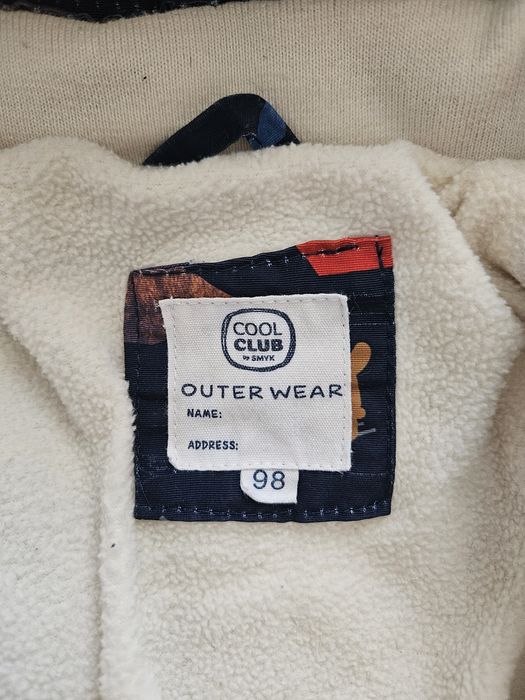 COOL
CLUB
by SMYK
OUTER WEAR
NAME:
ADDRESS:
98